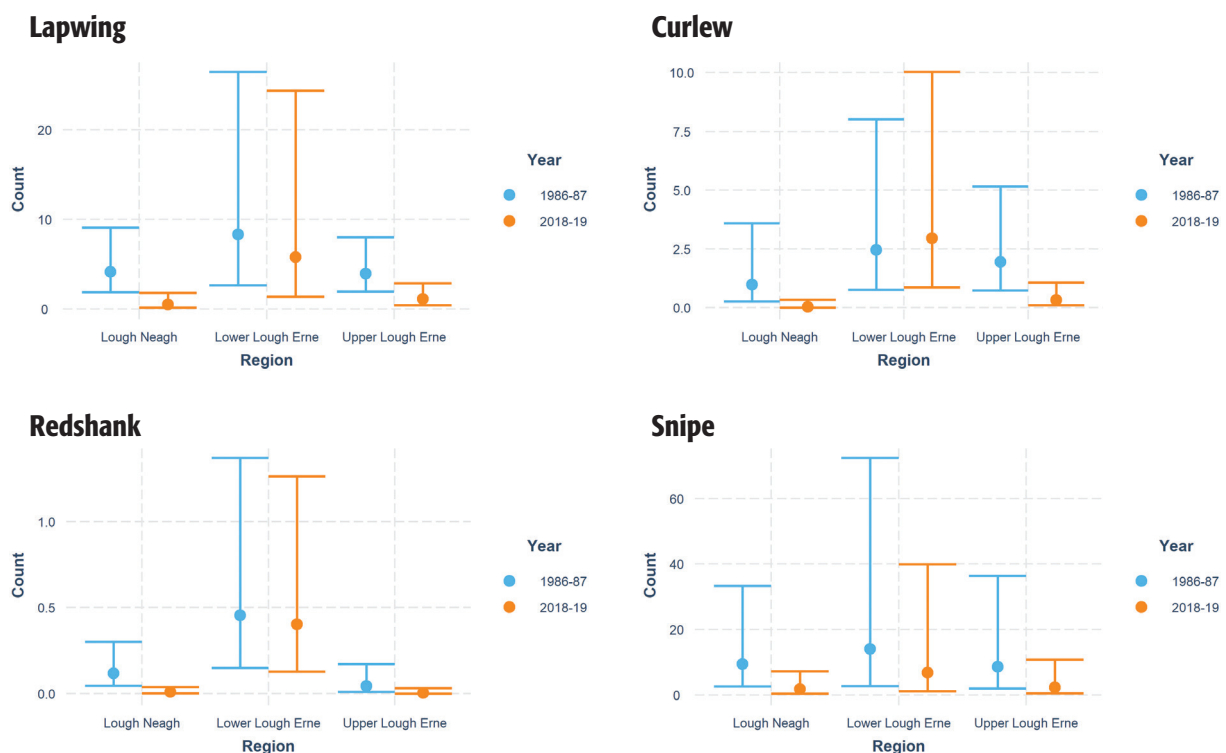 Lapwing
20
10
0
Count
Lough Neagh
Lower Lough Erne
Upper Lough Erne
Region
Year
1986-87
2018-19
Curlew
10.0
7.5
5.0
2.5
0.0
Count
Lough Neagh
Lower Lough Erne
Upper Lough Erne
Region
Year
1986-87
2018-19
Redshank
1.0
0.5
0.0
Count
Lough Neagh
Lower Lough Erne
Upper Lough Erne
Region
Year
1986-87
2018-19
Snipe
60
40
20
0
Count
Lough Neagh
Lower Lough Erne
Upper Lough Erne
Region
Year
1986-87
2018-19